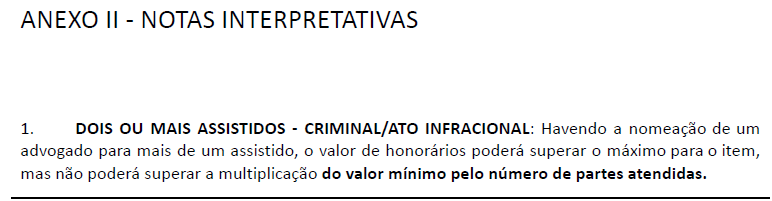 ANEXO II - NOTAS INTERPRETATIVAS
1. DOIS OU MAIS ASSISTIDOS - CRIMINAL/ATO INFRACIONAL: Havendo a nomeação de um
advogado para mais de um assistido, o valor de honorários poderá superar o máximo para o item,
mas não poderá superar a multiplicação do valor mínimo pelo número de partes atendidas.